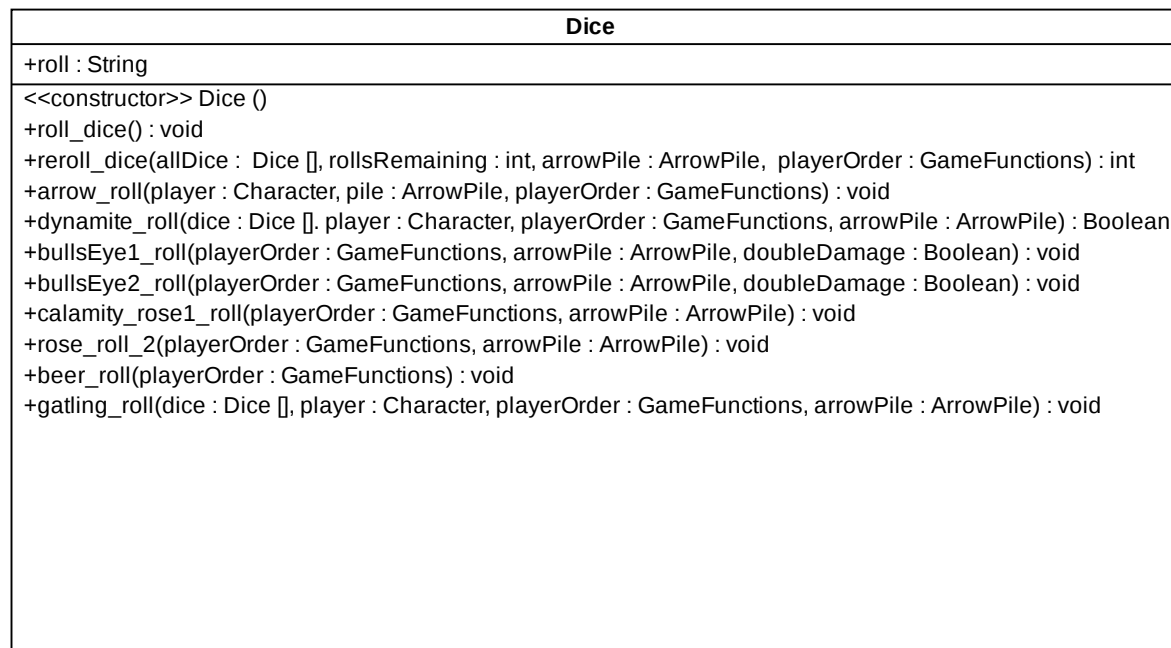 Dice
+roll : String
<<constructor>> Dice ()
+roll_dice() : void
+reroll_dice(allDice :  Dice [], rollsRemaining : int, arrowPile : ArrowPile,  playerOrder : GameFunctions) : int
+arrow_roll(player : Character, pile : ArrowPile, playerOrder : GameFunctions) : void
+dynamite_roll(dice : Dice []. player : Character, playerOrder : GameFunctions, arrowPile : ArrowPile) : Boolean
+bullsEye1_roll(playerOrder : GameFunctions, arrowPile : ArrowPile, doubleDamage : Boolean) : void
+bullsEye2_roll(playerOrder : GameFunctions, arrowPile : ArrowPile, doubleDamage : Boolean) : void
+calamity_rose1_roll(playerOrder : GameFunctions, arrowPile : ArrowPile) : void
+rose_roll_2(playerOrder : GameFunctions, arrowPile : ArrowPile) : void
+beer_roll(playerOrder : GameFunctions) : void
+gatling_roll(dice : Dice [], player : Character, playerOrder : GameFunctions, arrowPile : ArrowPile) : void